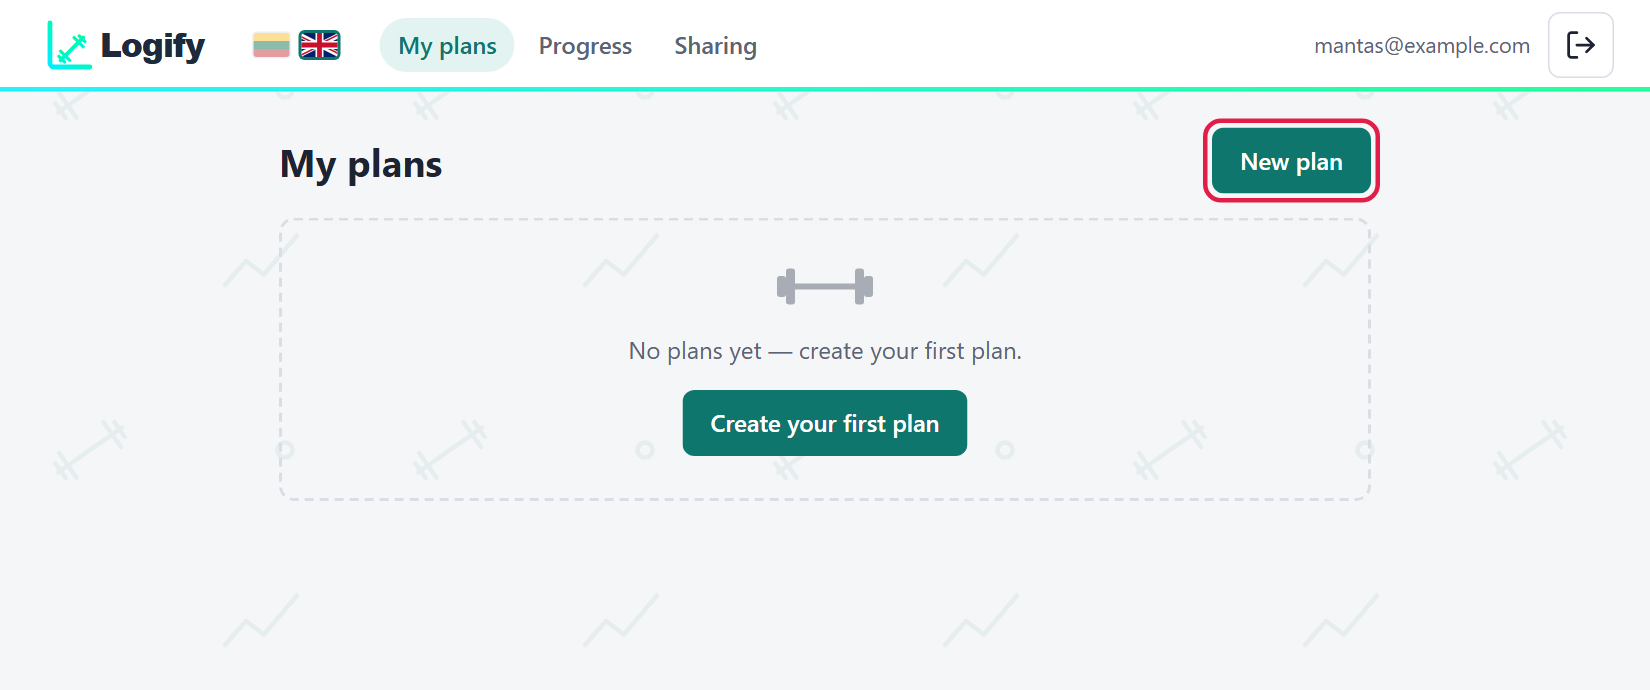 Logify
My plans
Progress
Sharing
mantas@example.com
My plans
New plan
No plans yet — create your first plan.
Create your first plan